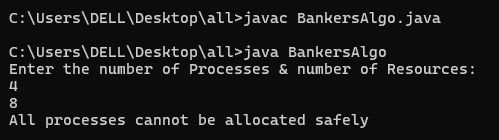 C:\Users\DELL\Desktop\all>javac BankersAlgo.java
C:\Users\DELL\Desktop\all>java BankersAlgo
Enter the number of Processes & number of Resources:
4
8
All processes cannot be allocated safely